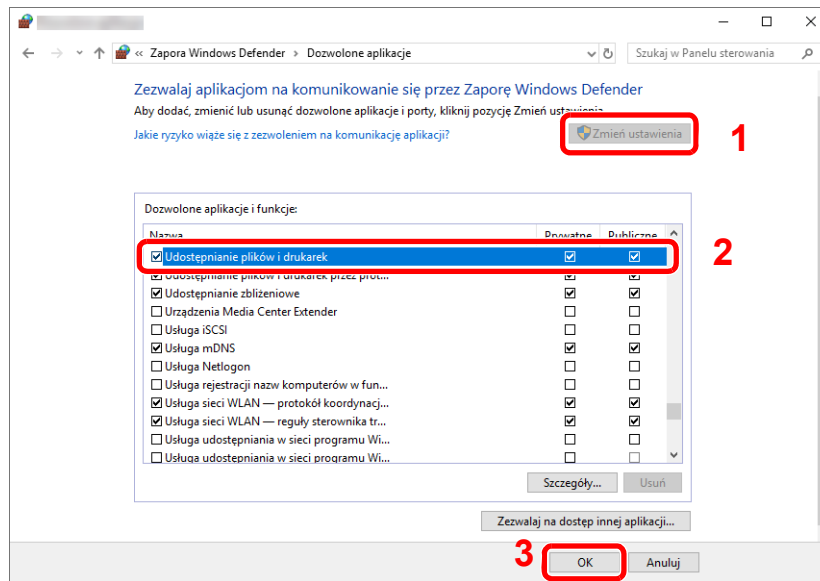 « Zapora Windows Defender › Dozwolone aplikacje
Szukaj w Panelu sterowania
Zezwalaj aplikacjom na komunikowanie się przez Zaporę Windows Defender
Aby dodać, zmienić lub usunąć dozwolone aplikacje i porty, kliknij pozycję Zmień ustawienia.
Jakie ryzyko wiąże się z zezwoleniem na komunikację aplikacji?
Zmień ustawienia
1
Dozwolone aplikacje i funkcje:
Nazwa Prywatne Publiczne
Udostępnianie plików i drukarek
2
Udostępnianie plików i drukarek przez prot...
Udostępnianie zbliżeniowe
Urządzenia Media Center Extender
Usługa iSCSI
Usługa mDNS
Usługa Netlogon
Usługa rejestracji nazw komputerów w fun...
Usługa sieci WLAN — protokół koordynacj...
Usługa sieci WLAN — reguły sterownika tr...
Usługa udostępniania w sieci programu Wi...
Usługa udostępniania w sieci programu Wi...
Szczegóły... Usuń
Zezwalaj na dostęp innej aplikacji...
3
OK Anuluj